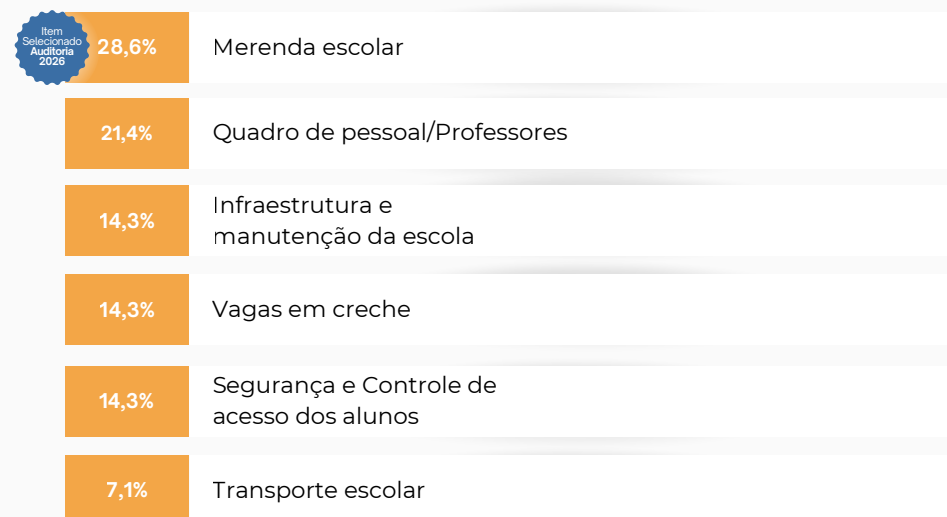 Item
Selecionado
Auditoria
2026
28,6%
Merenda escolar
21,4%
Quadro de pessoal/Professores
14,3%
Infraestrutura e
manutenção da escola
14,3%
Vagas em creche
14,3%
Segurança e Controle de
acesso dos alunos
7,1%
Transporte escolar